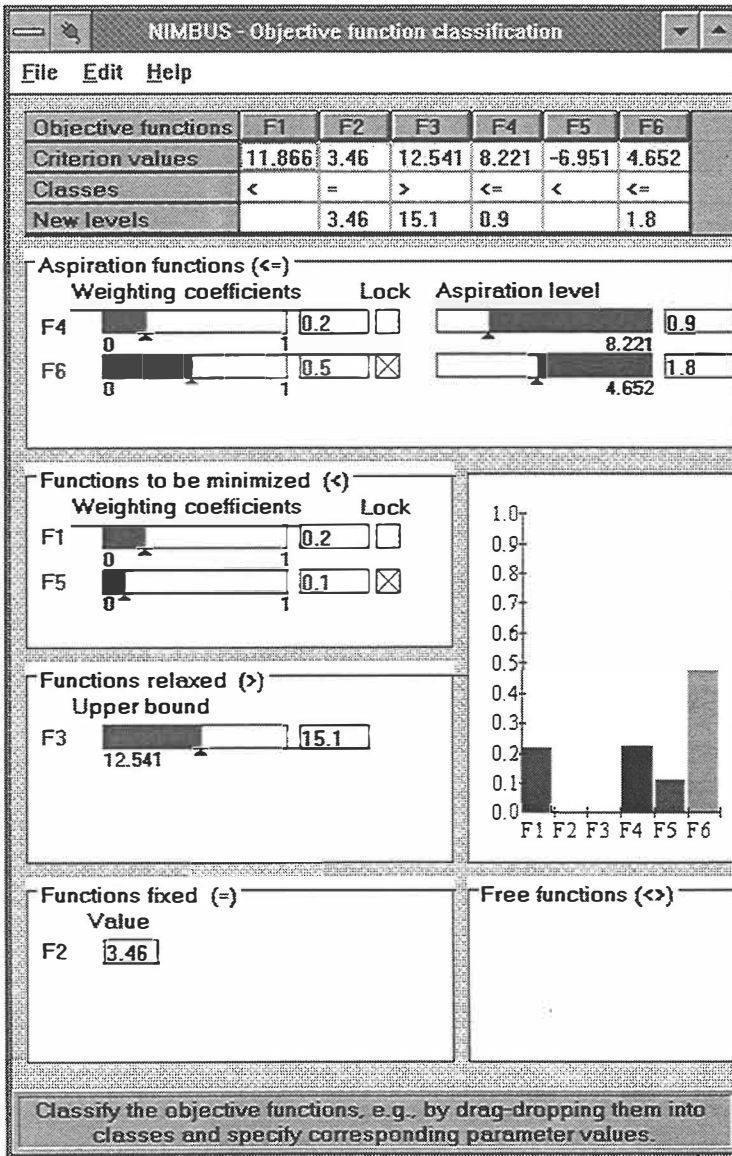 NIMBUS - Objective function classification
File Edit Help
Objective functions F1 F2 F3 F4 F5 F6
Criterion values 11.866 3.46 12.541 8.221 -6.951 4.652
Classes < = > <= < <=
New levels 3.46 15.1 0.9 1.8
Aspiration functions (<=)
Weighting coefficients Lock Aspiration level
F4 0.2 0.9
0 1 8.221
F6 0.5 1.8
0 1 4.652
Functions to be minimized (<)
Weighting coefficients Lock
F1 0.2
0 1
F5 0.1
0 1
1.0
0.9
0.8
0.7
0.6
0.5
0.4
0.3
0.2
0.1
0.0
F1 F2 F3 F4 F5 F6
Functions relaxed (>)
Upper bound
F3 15.1
12.541
Functions fixed (=)
Value
F2 3.46
Free functions (<>)
Classify the objective functions, e.g., by drag-dropping them into
classes and specify corresponding parameter values.